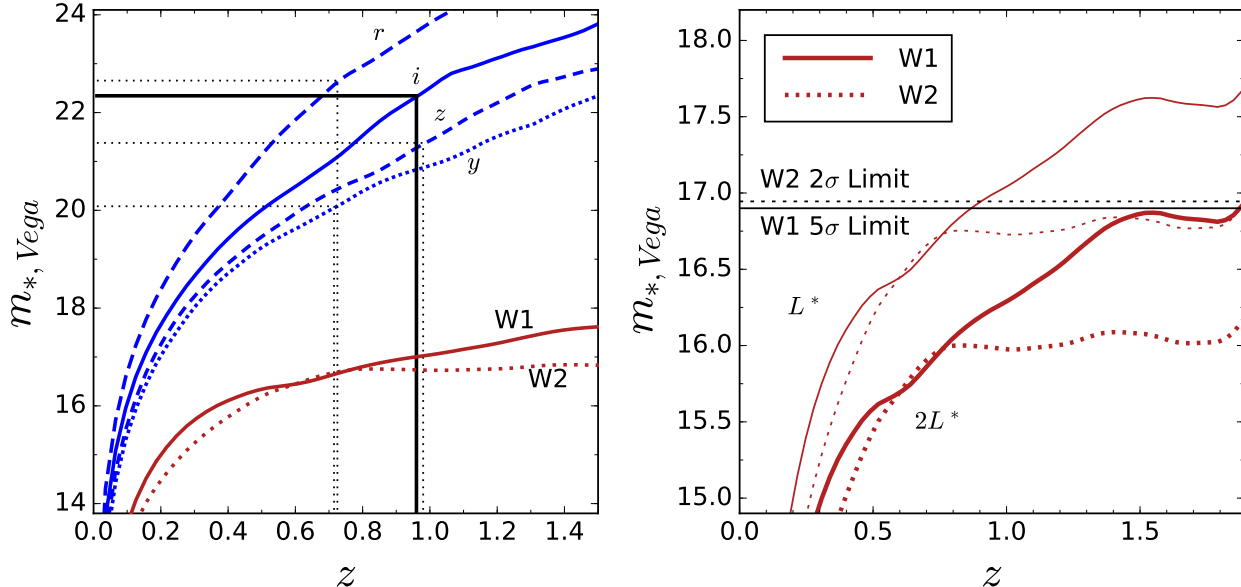 24
22
20
18
16
14
m*, Vega
r
i
z
y
W1
W2
0.0 0.2 0.4 0.6 0.8 1.0 1.2 1.4
z
18.0
17.5
17.0
16.5
16.0
15.5
15.0
m*, Vega
W1
W2
W2 2σ Limit
W1 5σ Limit
L*
2L*
0.0 0.5 1.0 1.5
z